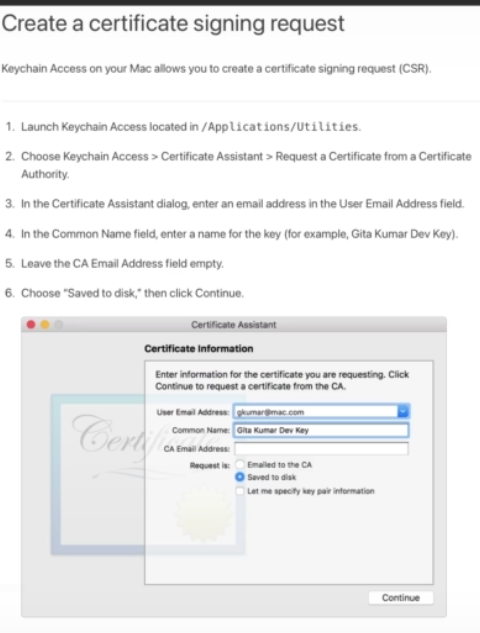 Create a certificate signing request
Keychain Access on your Mac allows you to create a certificate signing request (CSR).
1. Launch Keychain Access located in /Applications/Utilities.
2. Choose Keychain Access > Certificate Assistant > Request a Certificate from a Certificate
Authority.
3. In the Certificate Assistant dialog, enter an email address in the User Email Address field.
4. In the Common Name field, enter a name for the key (for example, Gita Kumar Dev Key).
5. Leave the CA Email Address field empty.
6. Choose "Saved to disk," then click Continue.
Certificate Assistant
Certificate Information
Enter information for the certificate you are requesting. Click
Continue to request a certificate from the CA.
User Email Address: gkumar@mac.com
Common Name: Gita Kumar Dev Key
CA Email Address:
Request is: Emailed to the CA
Saved to disk
Let me specify key pair information
Certificate
Continue